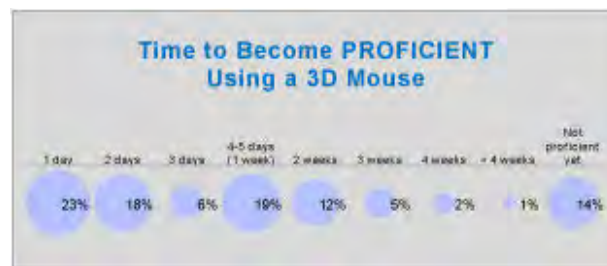 Time to Become PROFICIENT
Using a 3D Mouse
1 day
2 days
3 days
4-5 days
(1 week)
2 weeks
3 weeks
4 weeks
+ 4 weeks
Not
proficient
yet
23%
18%
6%
19%
12%
5%
2%
1%
14%